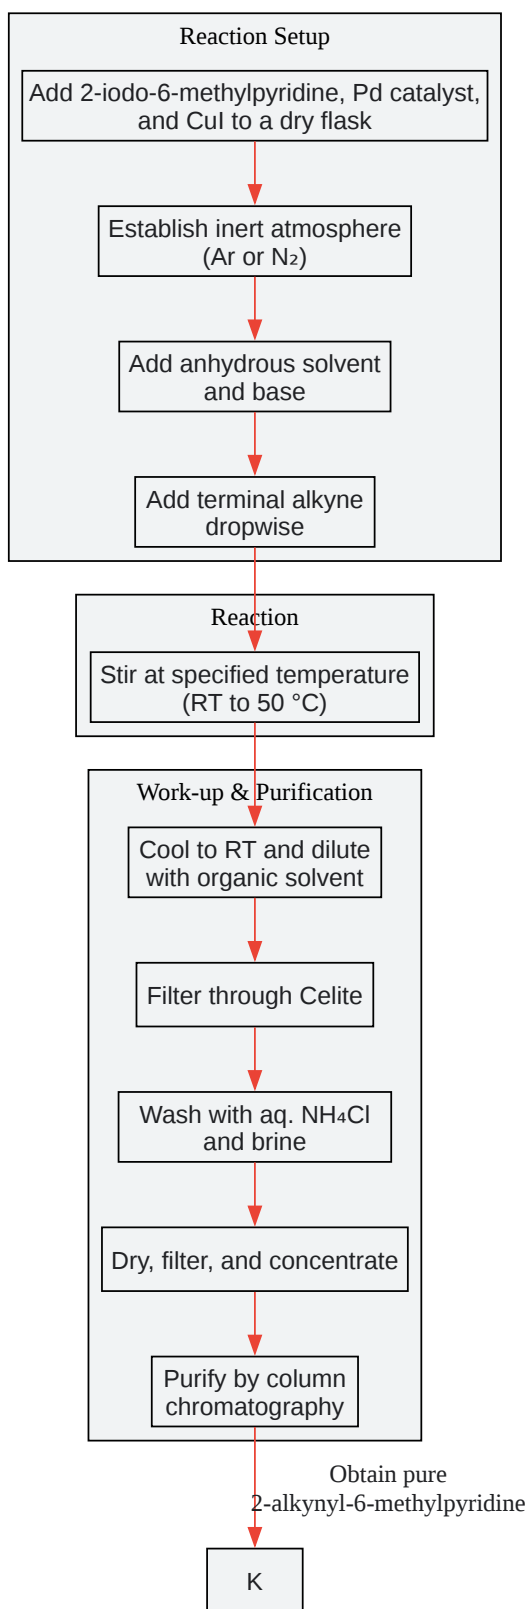 Reaction Setup
Add 2-iodo-6-methylpyridine, Pd catalyst,
and CuI to a dry flask
Establish inert atmosphere
(Ar or N₂)
Add anhydrous solvent
and base
Add terminal alkyne
dropwise
Reaction
Stir at specified temperature
(RT to 50 °C)
Work-up & Purification
Cool to RT and dilute
with organic solvent
Filter through Celite
Wash with aq. NH₄Cl
and brine
Dry, filter, and concentrate
Purify by column
chromatography
Obtain pure
2-alkynyl-6-methylpyridine
K